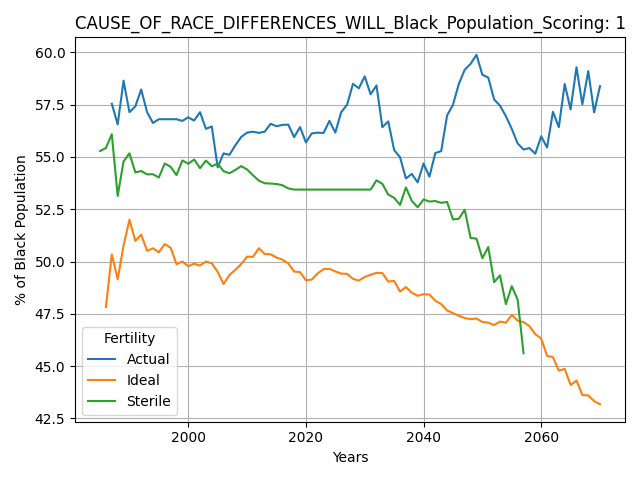 CAUSE_OF_RACE_DIFFERENCES_WILL_Black_Population_Scoring: 1
% of Black Population
60.0
57.5
55.0
52.5
50.0
47.5
45.0
42.5
Fertility
Actual
Ideal
Sterile
2000
2020
2040
2060
Years